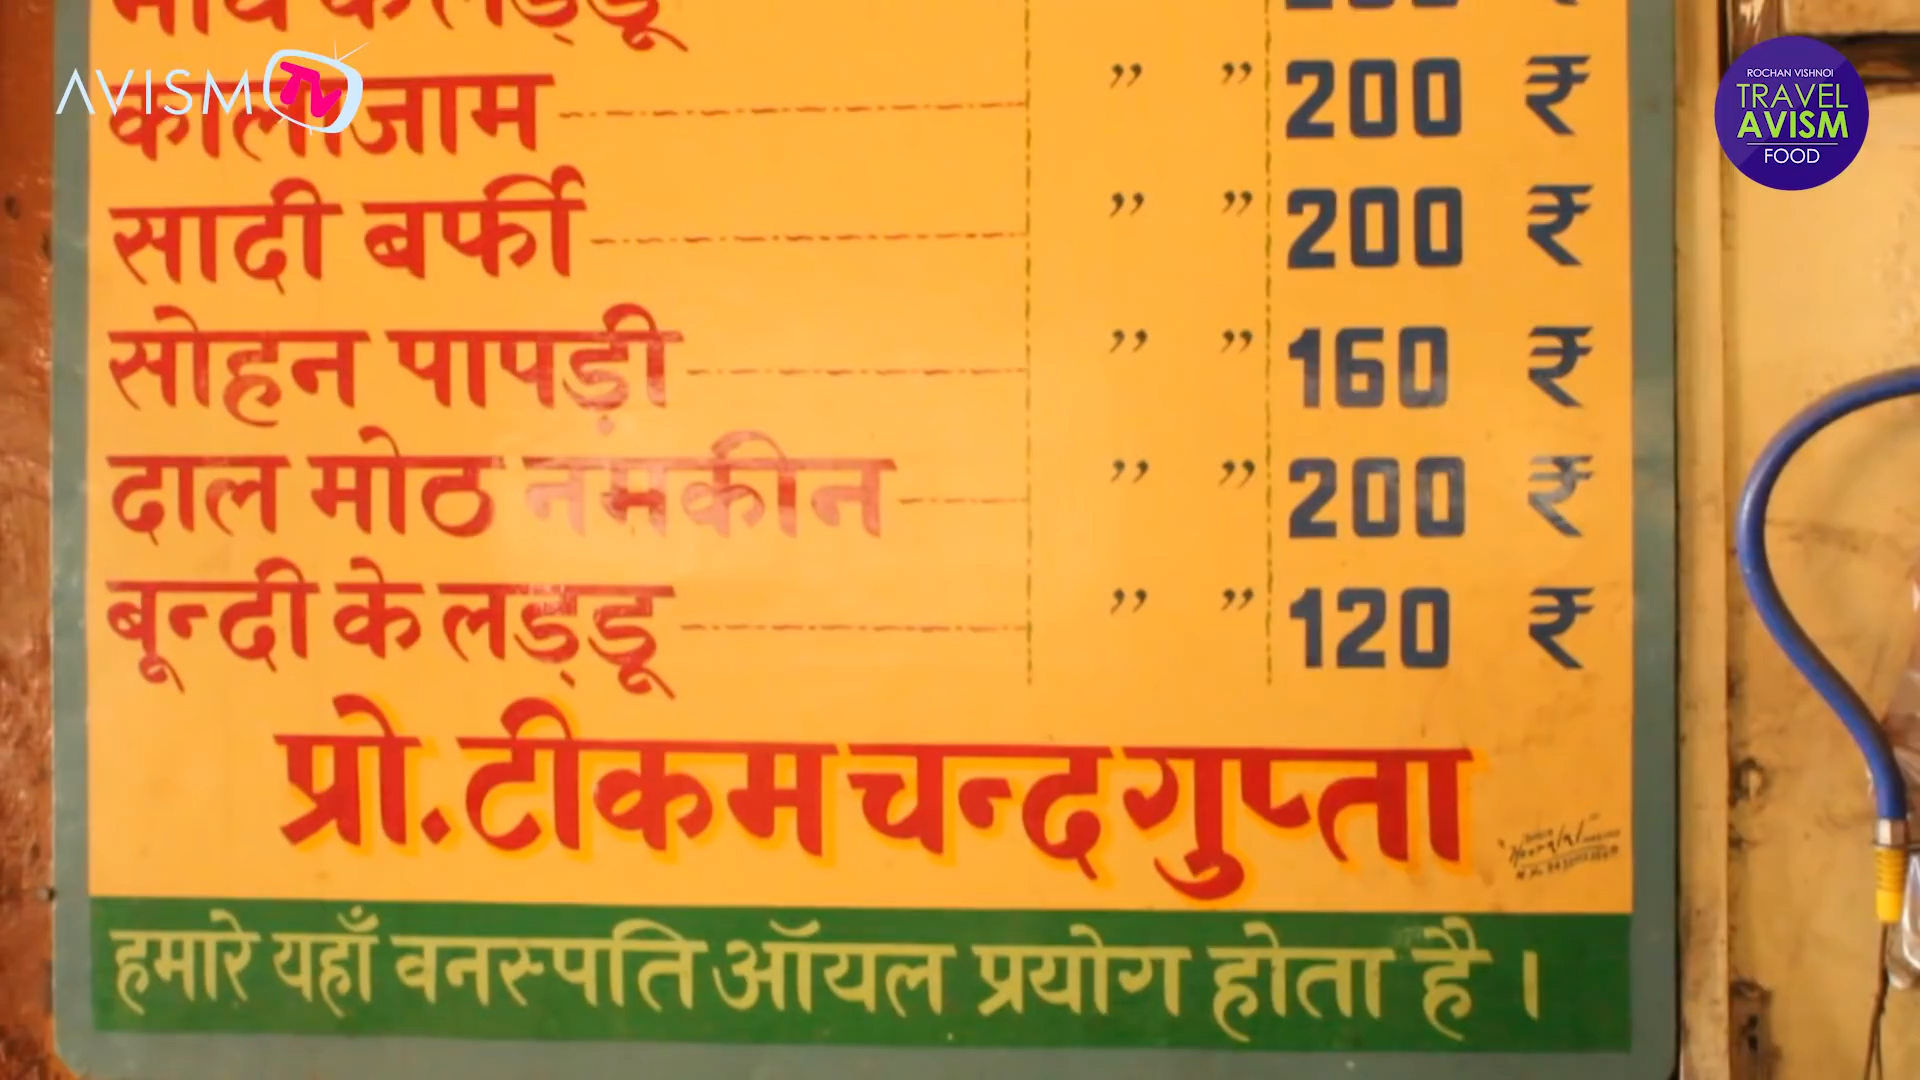 के लड्डू
AVISM TV
ROCHAN VISHNOI
TRAVEL
AVISM
FOOD
कालाजाम " " 200 ₹
सादी बर्फी " " 200 ₹
सोहन पापड़ी " " 160 ₹
दाल मोठ नमकीन " " 200 ₹
बून्दी के लड्डू " " 120 ₹
प्रो. टीकम चन्द गुप्ता
हमारे यहाँ वनस्पति ऑयल प्रयोग होता है।